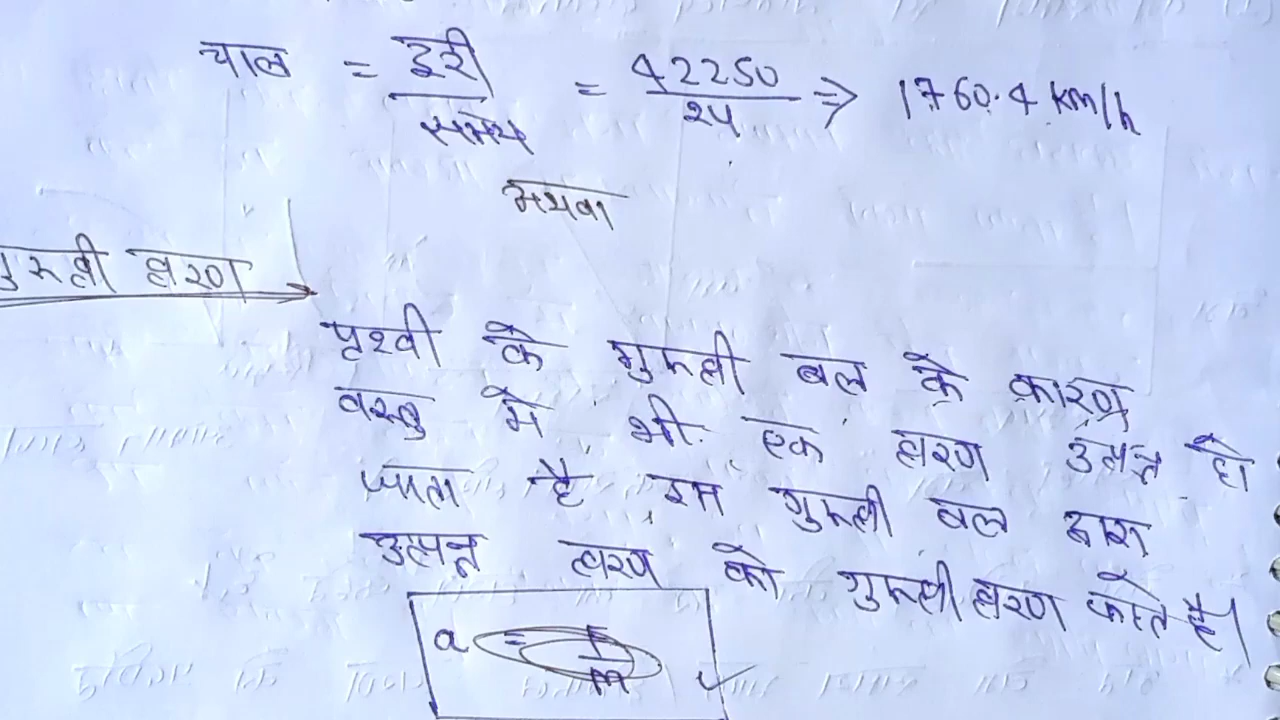 चाल = दूरी / समय = 42250 / 24 ⇒ 1760.4 km/h
अथवा
गुरूत्वी त्वरण →
पृथ्वी के गुरूत्वी बल के कारण
वस्तु मे भी एक त्वरण उत्पन्न हो
जाता है इस गुरूत्वी बल द्वारा
उत्पन्न त्वरण को गुरूत्वी त्वरण कहते है।
a = F / m